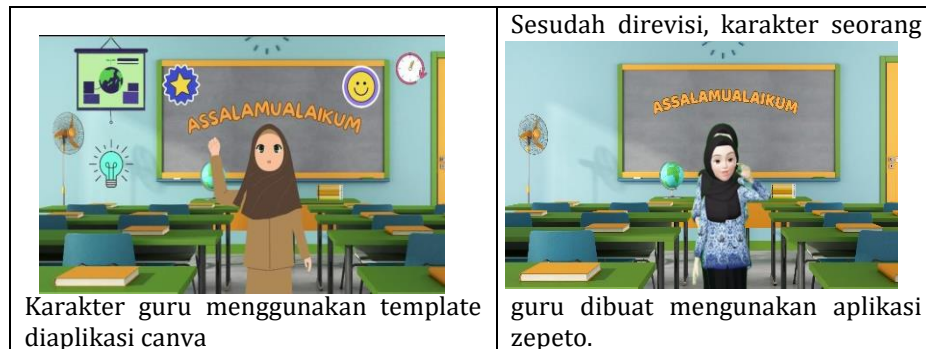 ASSALAMUALAIKUM
Karakter guru menggunakan template
diaplikasi canva
Sesudah direvisi, karakter seorang
ASSALAMUALAIKUM
guru dibuat mengunakan aplikasi
zepeto.